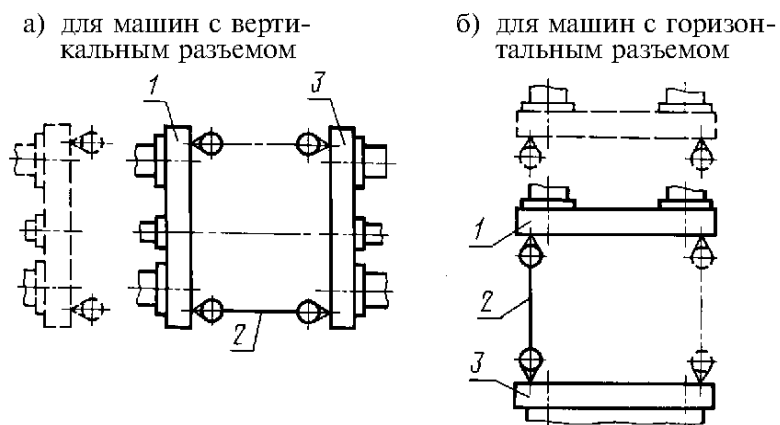 а) для машин с верти-
кальным разъемом
б) для машин с горизон-
тальным разъемом
1
3
2
1
2
3